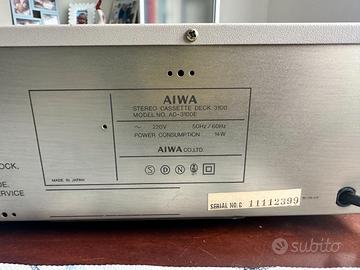 AIWA
STEREO CASSETTE DECK 3100
MODEL NO. AD-3100E
~ 220V 50Hz / 60Hz
POWER CONSUMPTION 14W
AIWA CO., LTD.
S D N
MADE IN JAPAN
OCK,
E.
SERVICE
SERIAL NO. C 11112399
subito